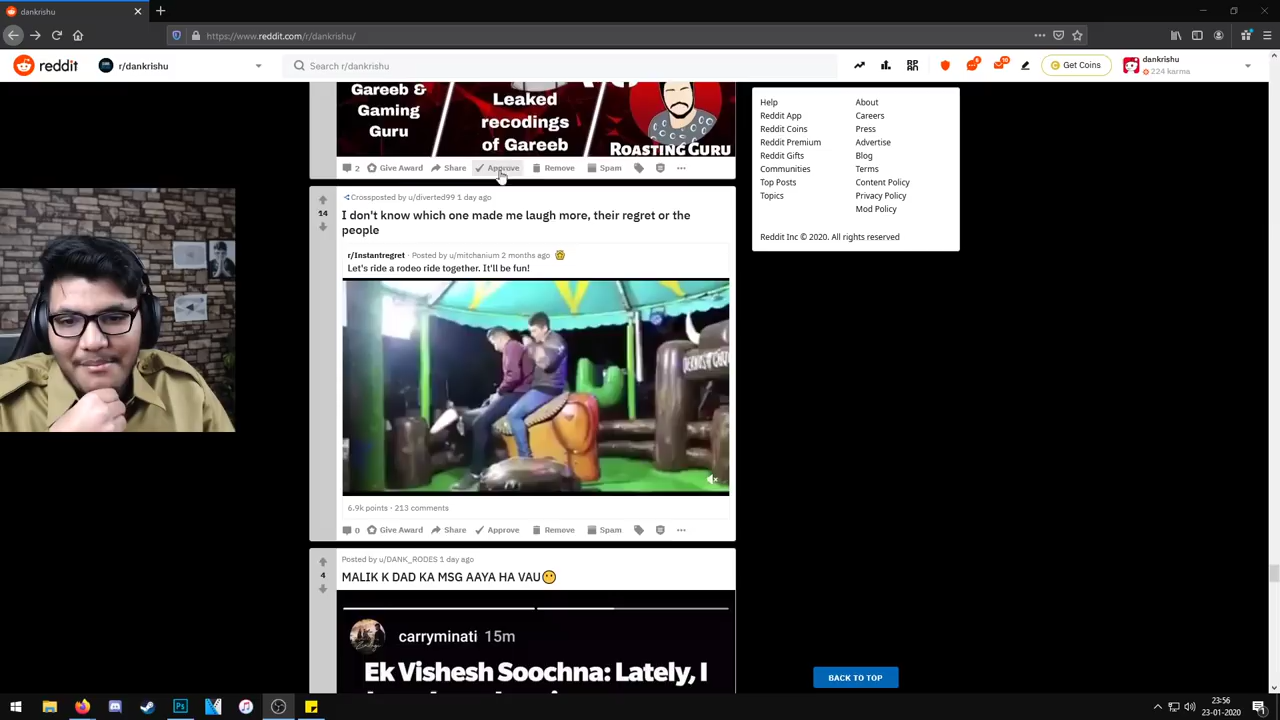 dankrishu
https://www.reddit.com/r/dankrishu/
reddit
r/dankrishu
Search r/dankrishu
Get Coins
dankrishu
224 karma
Gareeb &
Gaming
Guru
Leaked
recodings
of Gareeb
ROASTING GURU
2 Give Award Share Approve Remove Spam
Help About
Reddit App Careers
Reddit Coins Press
Reddit Premium Advertise
Reddit Gifts Blog
Communities Terms
Top Posts Content Policy
Topics Privacy Policy
Mod Policy
Reddit Inc © 2020. All rights reserved
14
Crossposted by u/diverted99 1 day ago
I don't know which one made me laugh more, their regret or the
people
r/Instantregret · Posted by u/mitchanium 2 months ago
Let's ride a rodeo ride together. It'll be fun!
6.9k points · 213 comments
0 Give Award Share Approve Remove Spam
4
Posted by u/DANK_RODES 1 day ago
MALIK K DAD KA MSG AAYA HA VAU😶
carryminati 15m
Ek Vishesh Soochna: Lately, I
BACK TO TOP
23:56
23-01-2020